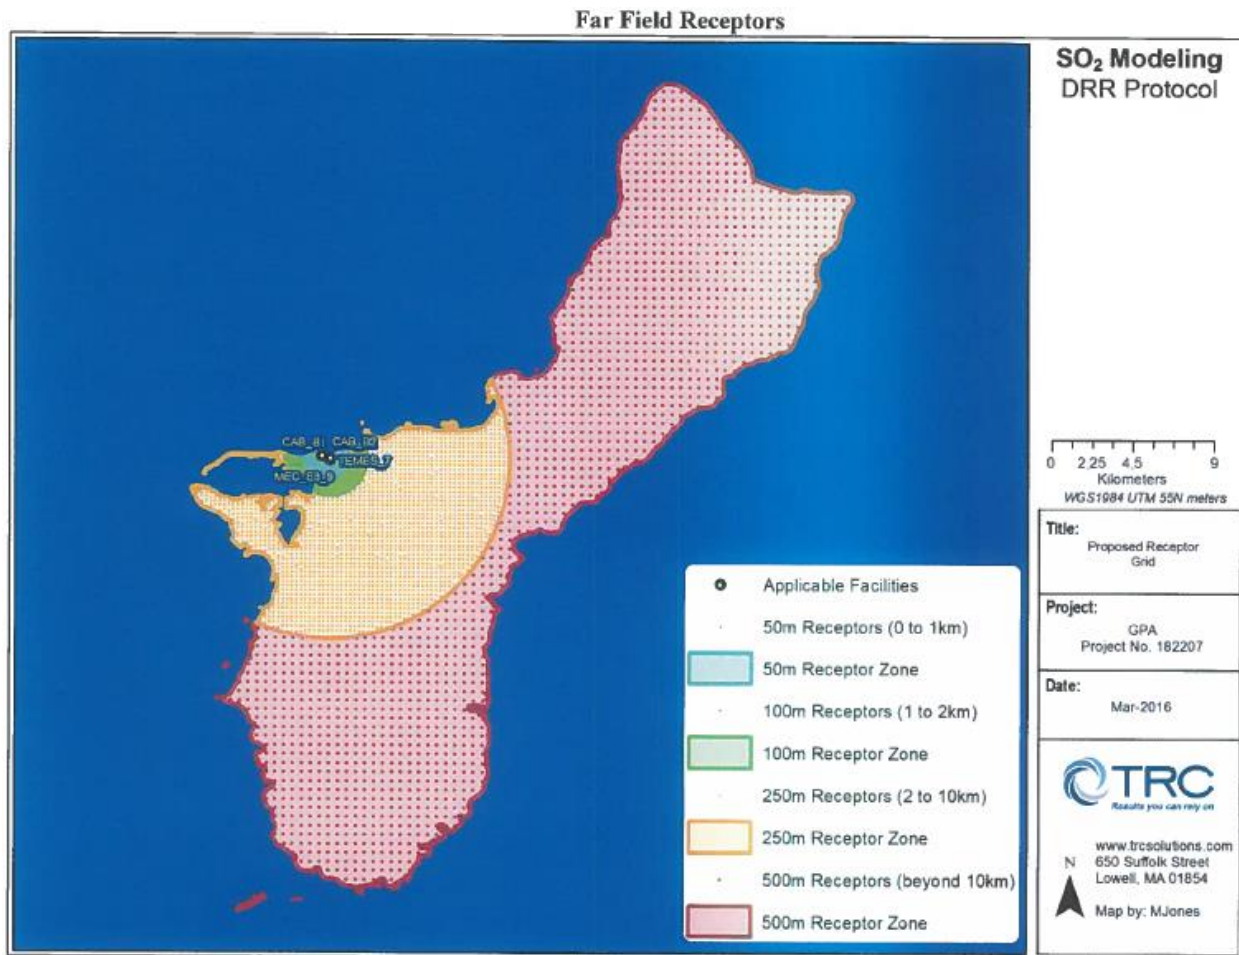 Far Field Receptors
SO₂ Modeling
DRR Protocol
CAB_
CAB_
TEMES_7
MEC_
Applicable Facilities
50m Receptors (0 to 1km)
50m Receptor Zone
100m Receptors (1 to 2km)
100m Receptor Zone
250m Receptors (2 to 10km)
250m Receptor Zone
500m Receptors (beyond 10km)
500m Receptor Zone
0 2.25 4.5 9
Kilometers
WGS1984 UTM 55N meters
Title:
Proposed Receptor
Grid
Project:
GPA
Project No. 182207
Date:
Mar-2016
TRC
Results you can rely on
www.trcsolutions.com
650 Suffolk Street
Lowell, MA 01854
N
Map by: MJones